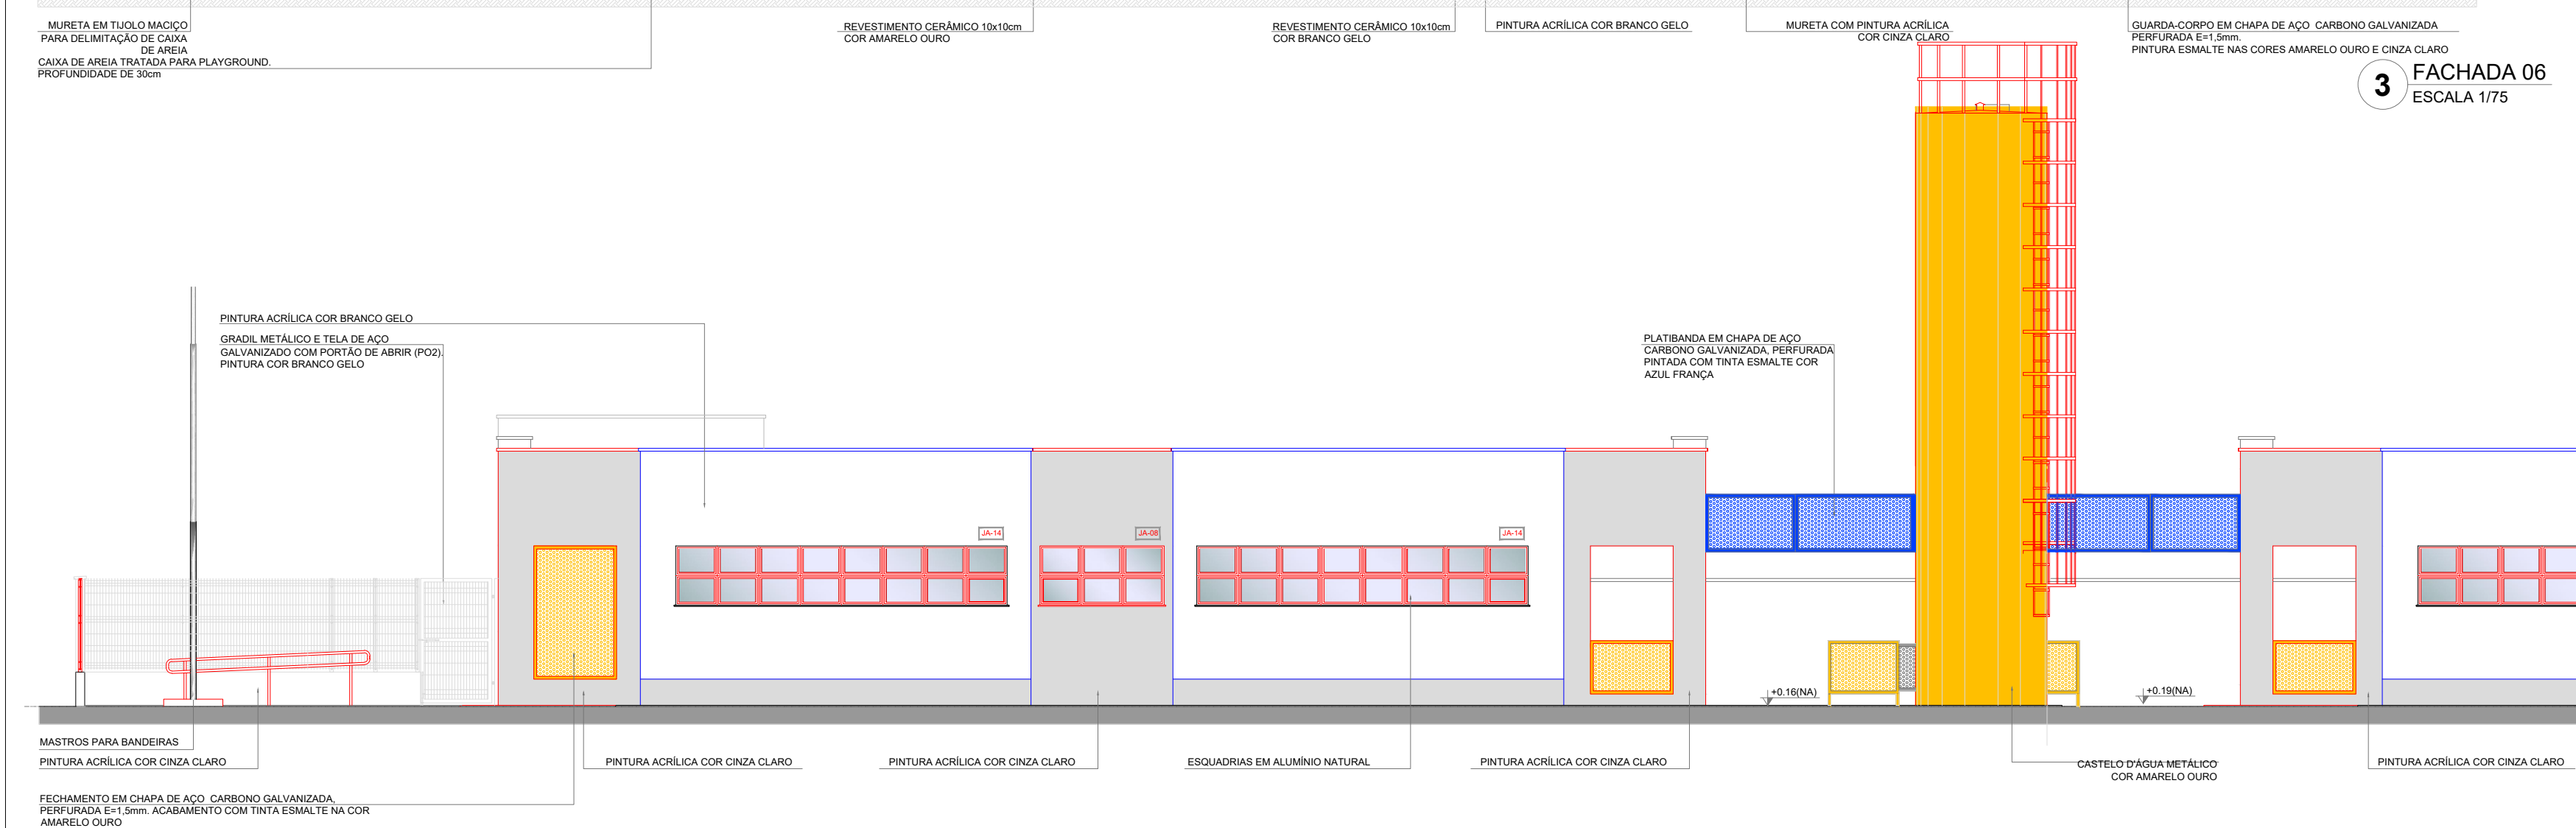 MURETA EM TIJOLO MACIÇO
PARA DELIMITAÇÃO DE CAIXA
DE AREIA
CAIXA DE AREIA TRATADA PARA PLAYGROUND.
PROFUNDIDADE DE 30cm
REVESTIMENTO CERÂMICO 10x10cm
COR AMARELO OURO
REVESTIMENTO CERÂMICO 10x10cm
COR BRANCO GELO
PINTURA ACRÍLICA COR BRANCO GELO
MURETA COM PINTURA ACRÍLICA
COR CINZA CLARO
GUARDA-CORPO EM CHAPA DE AÇO CARBONO GALVANIZADA
PERFURADA E=1,5mm.
PINTURA ESMALTE NAS CORES AMARELO OURO E CINZA CLARO
3
FACHADA 06
ESCALA 1/75
PINTURA ACRÍLICA COR BRANCO GELO
GRADIL METÁLICO E TELA DE AÇO
GALVANIZADO COM PORTÃO DE ABRIR (PO2).
PINTURA COR BRANCO GELO
PLATIBANDA EM CHAPA DE AÇO
CARBONO GALVANIZADA, PERFURADA
PINTADA COM TINTA ESMALTE COR
AZUL FRANÇA
JA-14
JA-08
JA-14
+0.16(NA)
+0.19(NA)
MASTROS PARA BANDEIRAS
PINTURA ACRÍLICA COR CINZA CLARO
PINTURA ACRÍLICA COR CINZA CLARO
PINTURA ACRÍLICA COR CINZA CLARO
ESQUADRIAS EM ALUMÍNIO NATURAL
PINTURA ACRÍLICA COR CINZA CLARO
CASTELO D'ÁGUA METÁLICO
COR AMARELO OURO
PINTURA ACRÍLICA COR CINZA CLARO
FECHAMENTO EM CHAPA DE AÇO CARBONO GALVANIZADA,
PERFURADA E=1,5mm. ACABAMENTO COM TINTA ESMALTE NA COR
AMARELO OURO